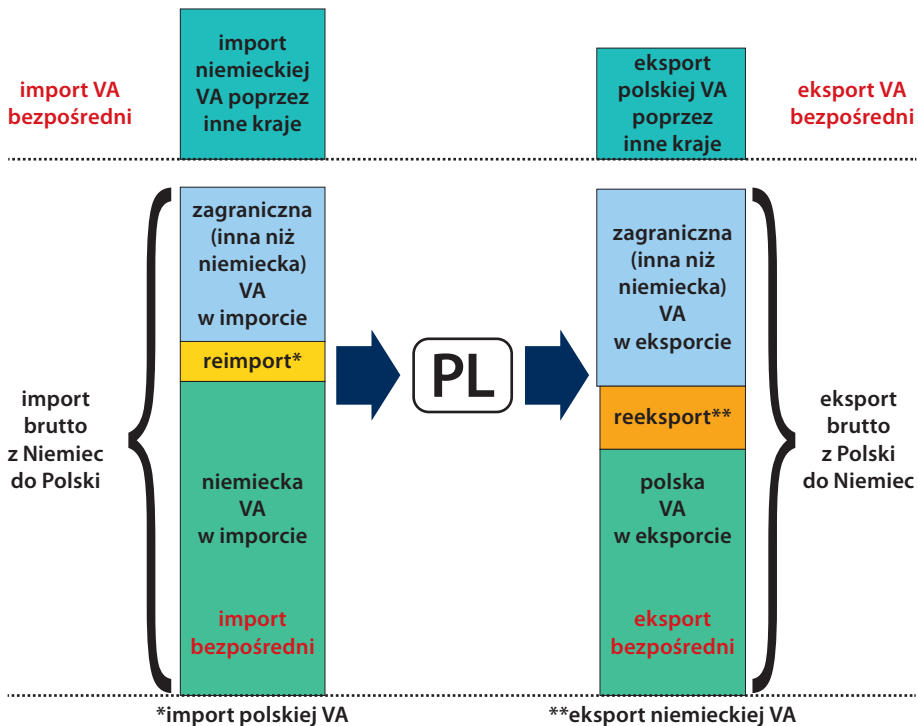 import VA
bezpośredni
import
niemieckiej
VA poprzez
inne kraje
eksport
polskiej VA
poprzez
inne kraje
eksport VA
bezpośredni
import
brutto
z Niemiec
do Polski
zagraniczna
(inna niż
niemiecka)
VA
w imporcie
reimport*
niemiecka
VA
w imporcie
import
bezpośredni
PL
zagraniczna
(inna niż
niemiecka)
VA
w eksporcie
reeksport**
polska
VA
w eksporcie
eksport
bezpośredni
eksport
brutto
z Polski
do Niemiec
*import polskiej VA
**eksport niemieckiej VA